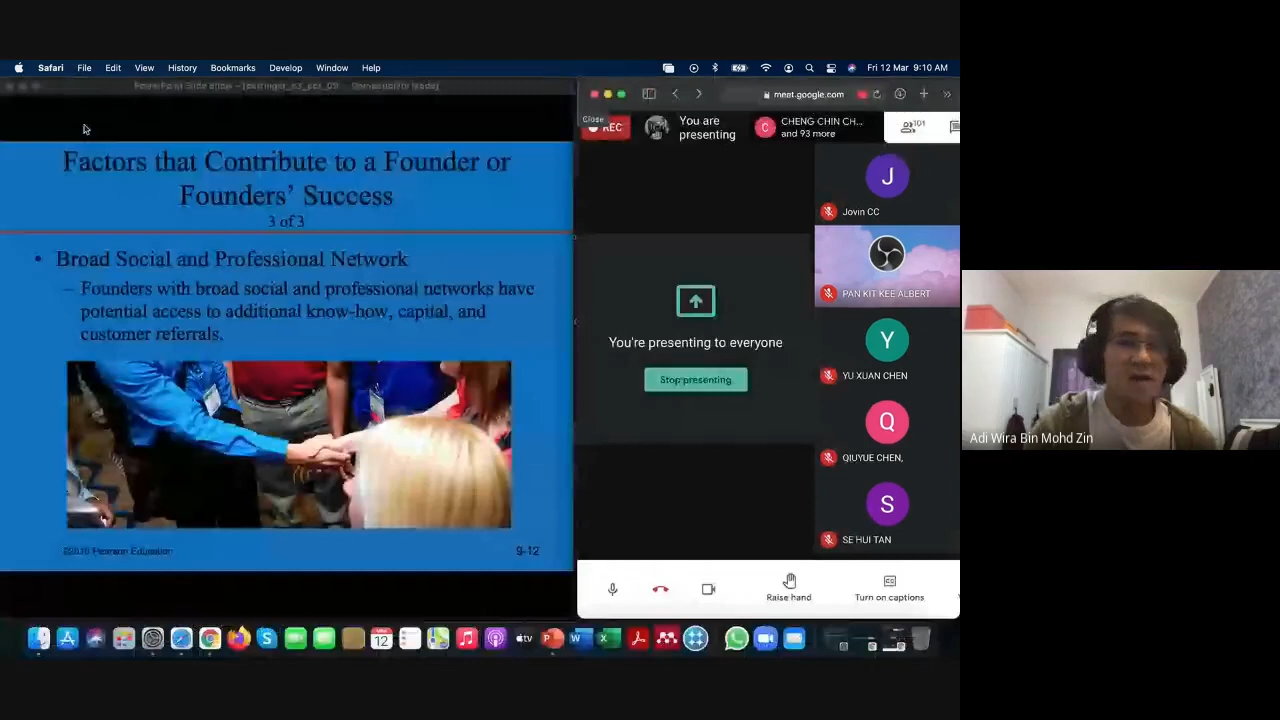 Safari File Edit View History Bookmarks Develop Window Help
Fri 12 Mar 9:10 AM
Factors that Contribute to a Founder or
Founders' Success
3 of 3
• Broad Social and Professional Network
– Founders with broad social and professional networks have
potential access to additional know-how, capital, and
customer referrals.
©2010 Pearson Education
9-12
meet.google.com
Close
REC
You are
presenting
CHENG CHIN CH...
and 93 more
101
You're presenting to everyone
Stop presenting
J
Jovin CC
PAN KIT KEE ALBERT
Y
YU XUAN CHEN
Q
QIUYUE CHEN,
S
SE HUI TAN
Raise hand
Turn on captions
Adi Wira Bin Mohd Zin
12
tv